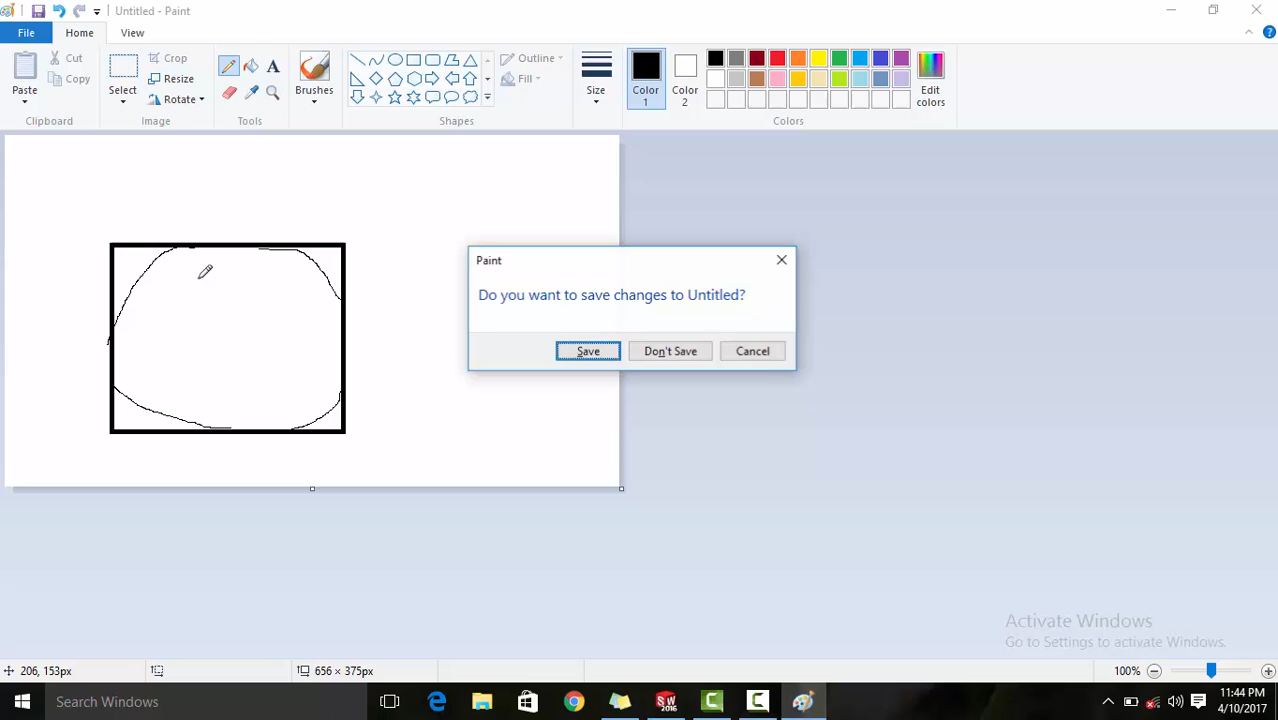 Untitled - Paint
File Home View
Paste Cut Copy
Clipboard
Select Crop Resize Rotate
Image
A
Tools
Brushes
Outline Fill
Shapes
Size
Color 1 Color 2
Edit colors
Colors
Paint
Do you want to save changes to Untitled?
Save Don't Save Cancel
Activate Windows
Go to Settings to activate Windows.
206, 153px 656 × 375px 100%
Search Windows
SW 2016
C C
11:44 PM
4/10/2017